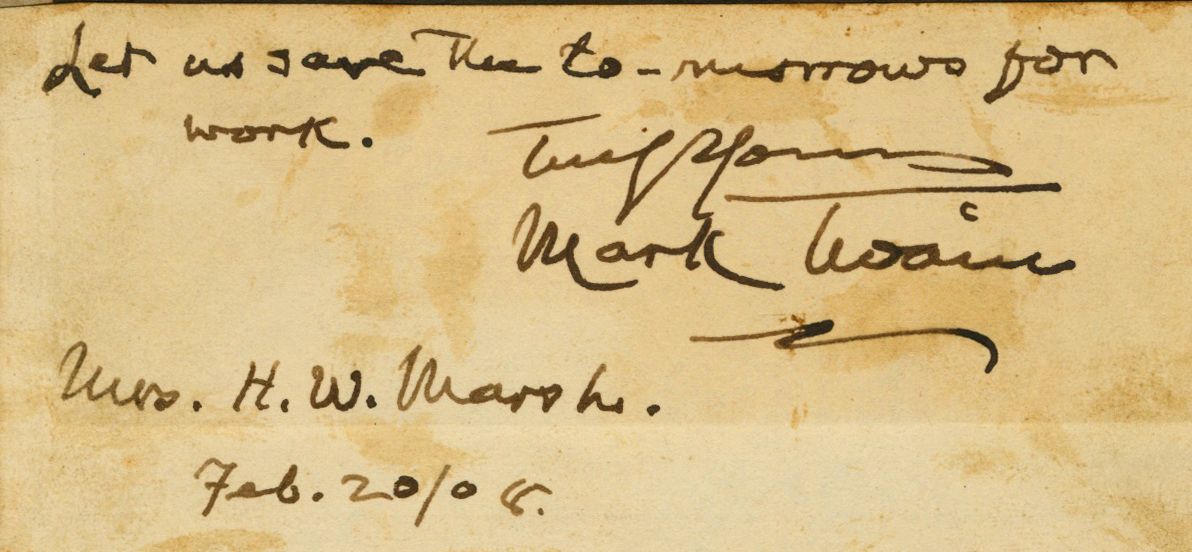 Let us save the to-morrows for
work.
Truly Yours
Mark Twain
Mrs. H. W. Marsh.
Feb. 20/08.